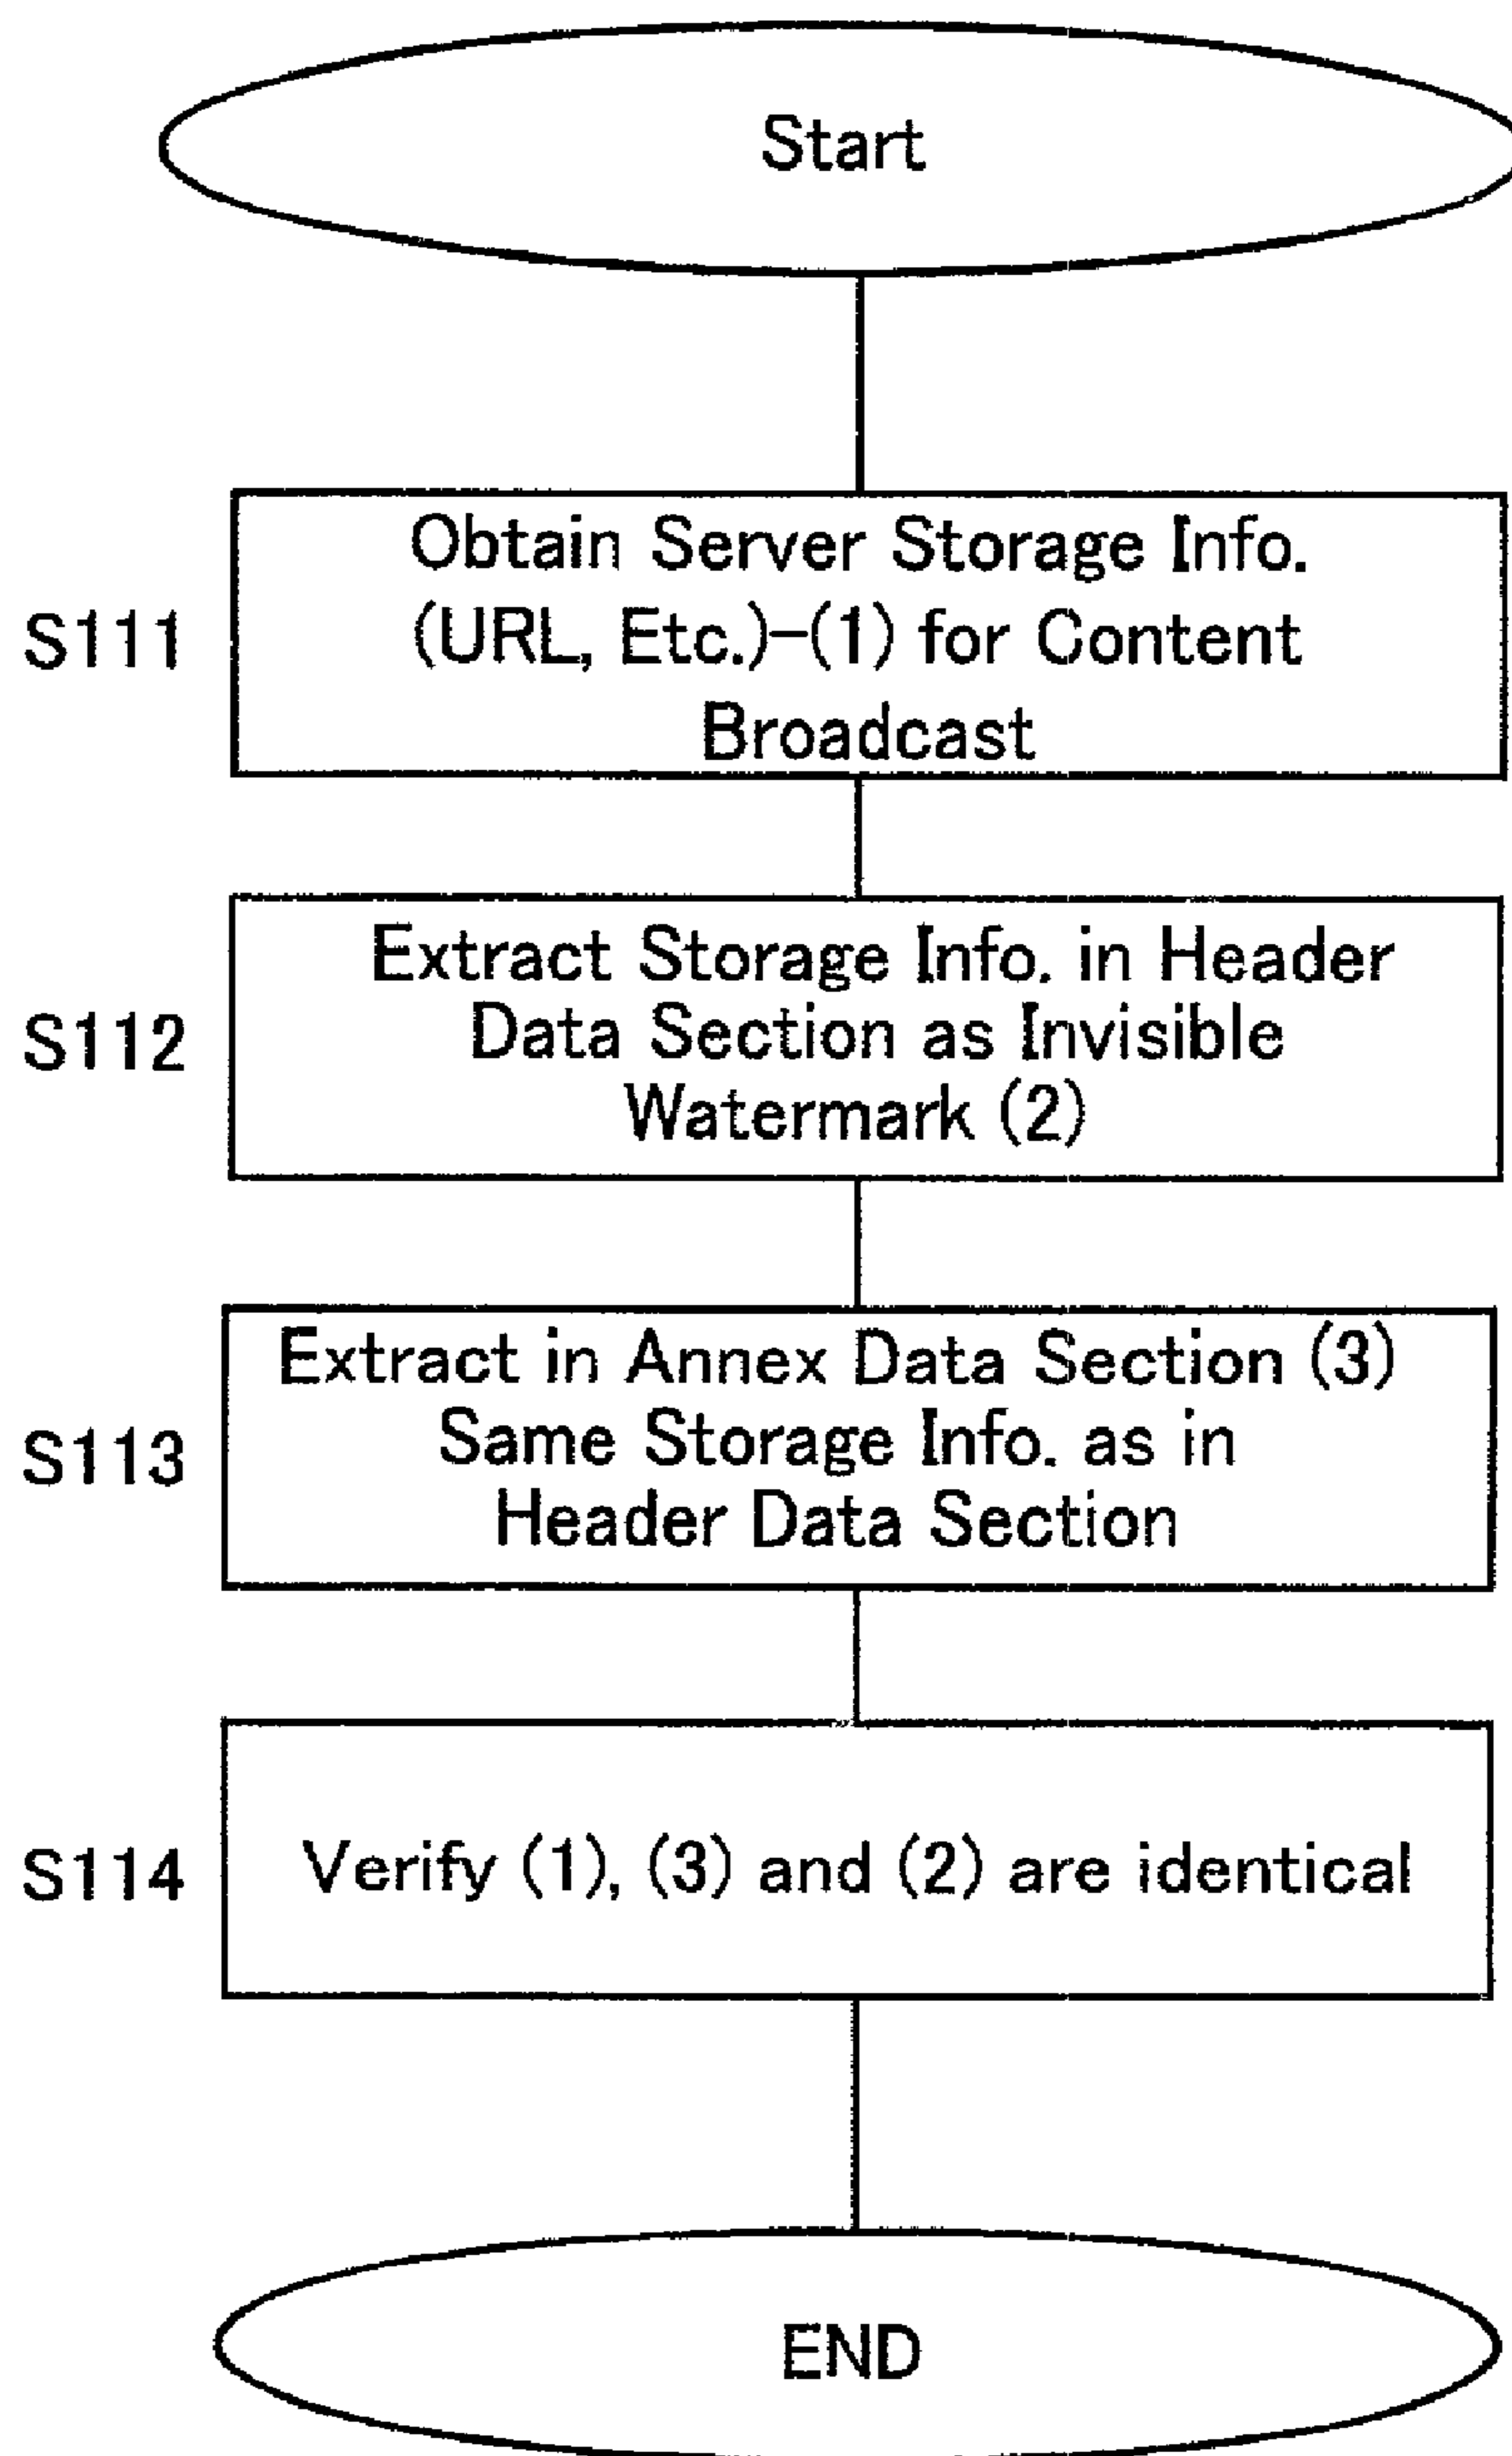 Start
Obtain Server Storage Info.
S111
(URL, Etc.)-(1) for Content
Broadcast
Extract Storage Info. in Header
S112
Data Section as Invisible
Watermark (2)
Extract in Annex Data Section (3)
S113
Same Storage Info. as in
Header Data Section
S114
Verify (1), (3) and (2) are identical
END